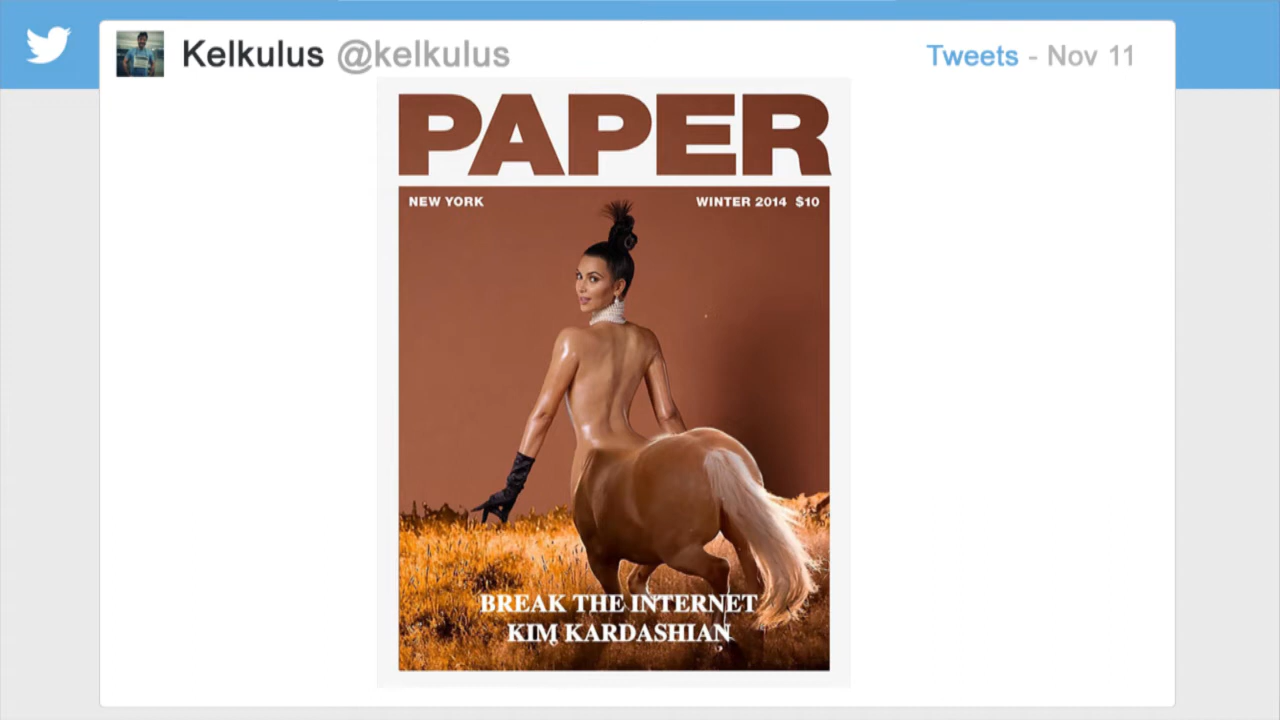 Kelkulus @kelkulus
Tweets - Nov 11
PAPER
NEW YORK
WINTER 2014 $10
BREAK THE INTERNET
KIM KARDASHIAN